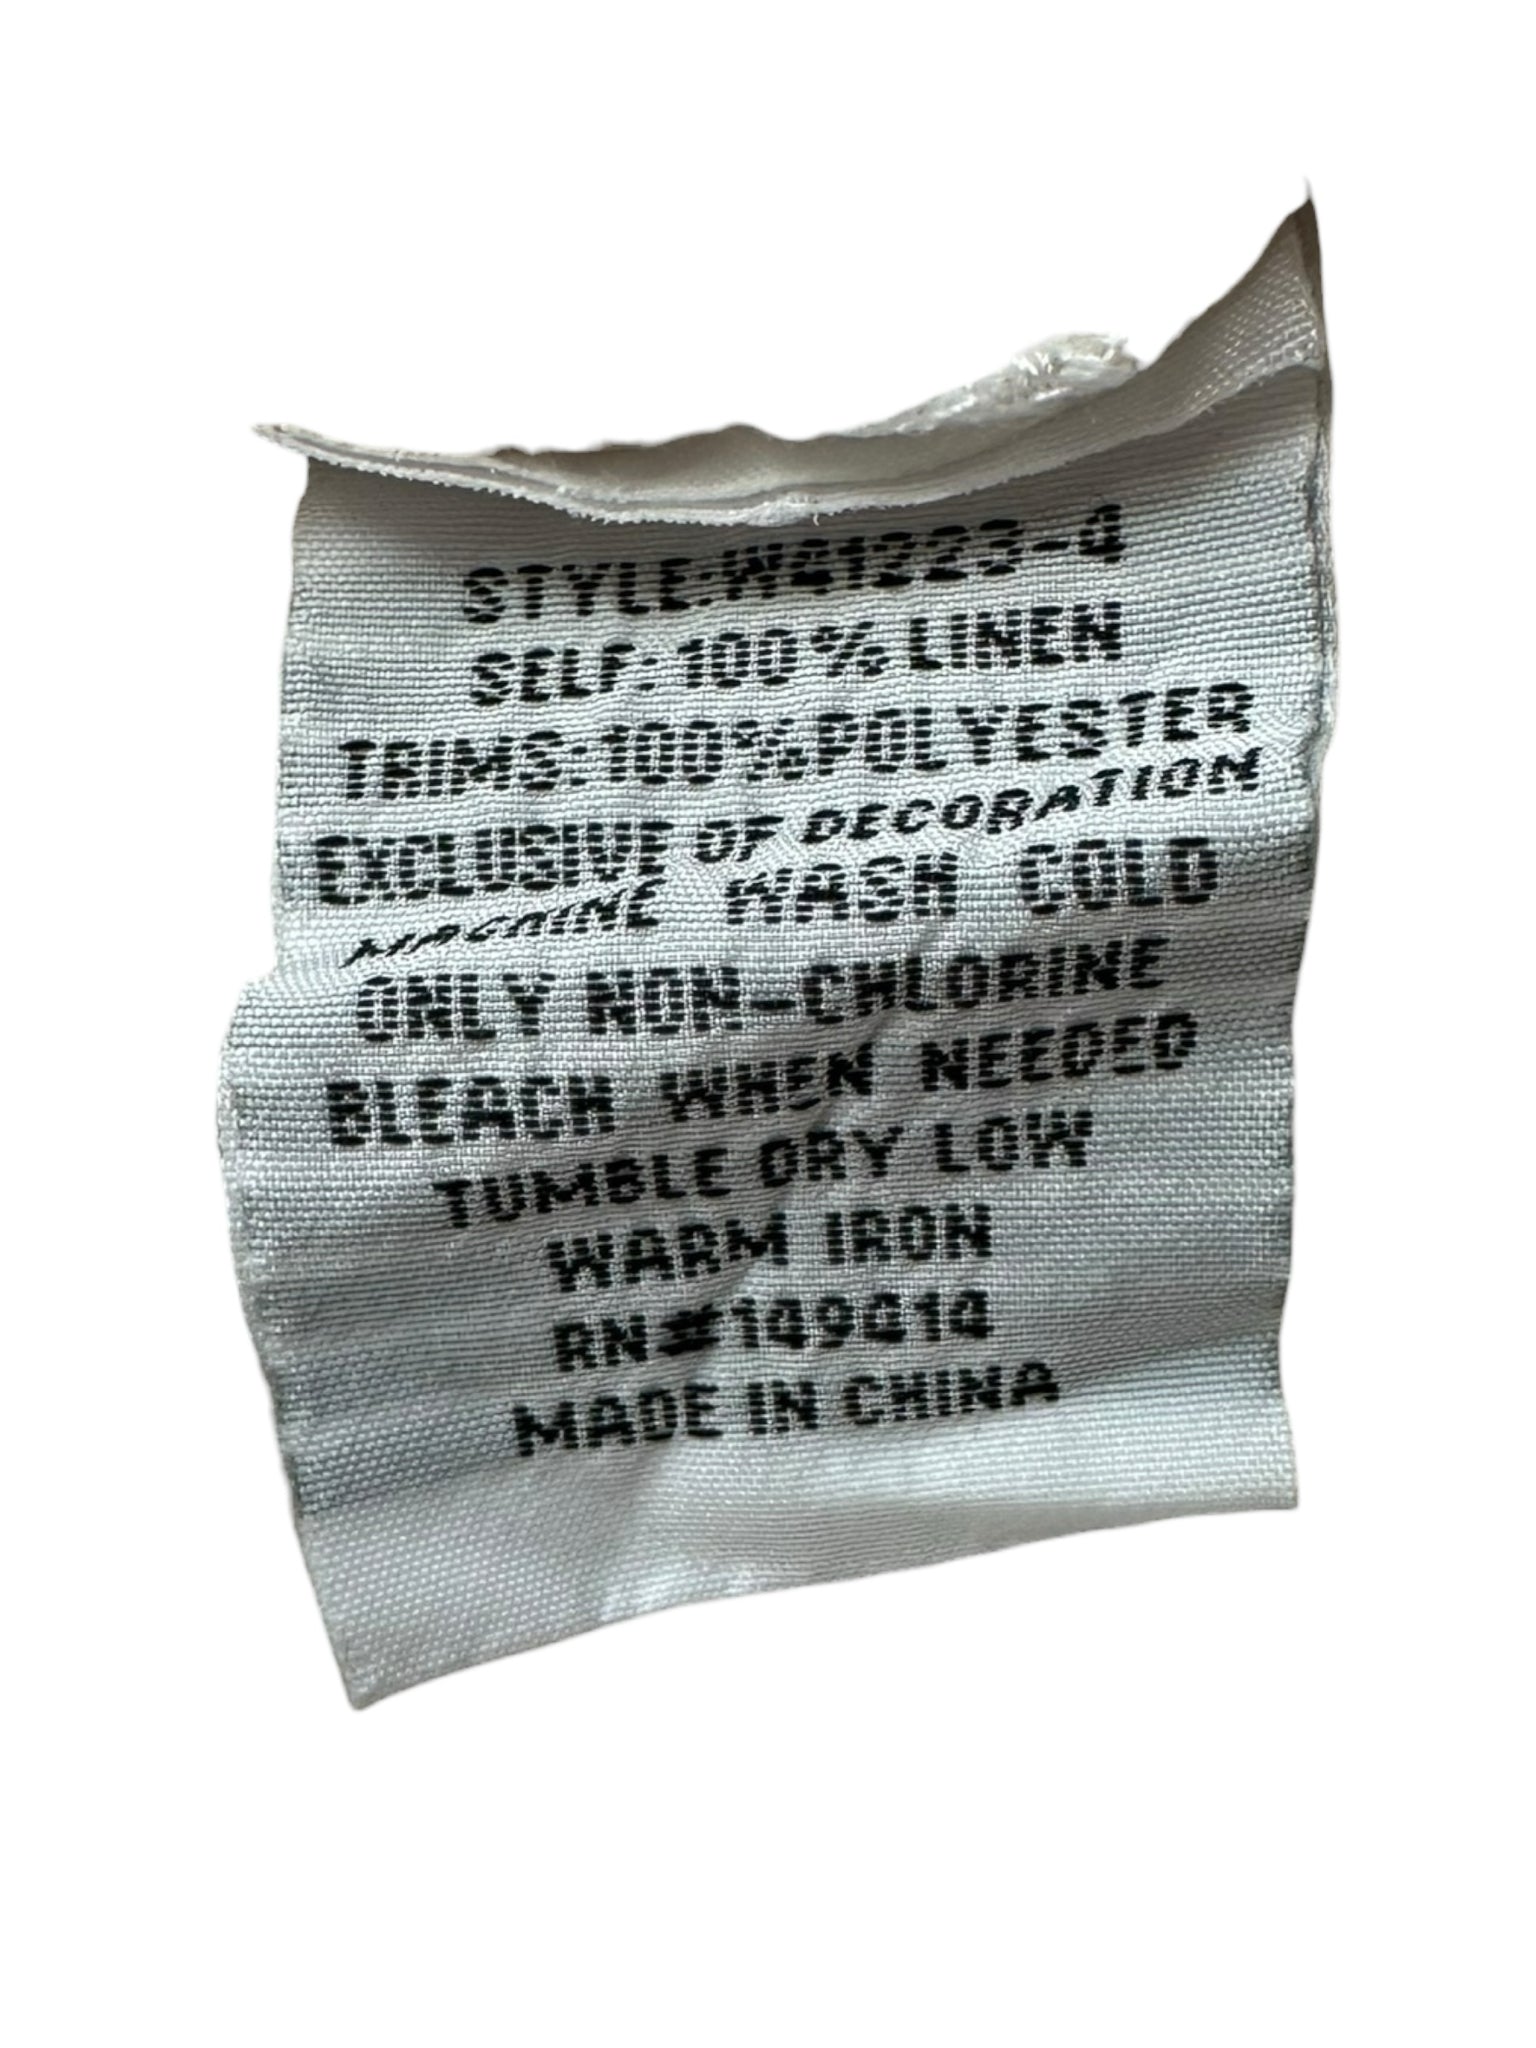 STYLE:W41223-4
SELF:100%LINEN
TRIMS:100%POLYESTER
EXCLUSIVE OF DECORATION
MACHINE WASH COLD
ONLY NON-CHLORINE
BLEACH WHEN NEEDED
TUMBLE DRY LOW
WARM IRON
RN#149414
MADE IN CHINA